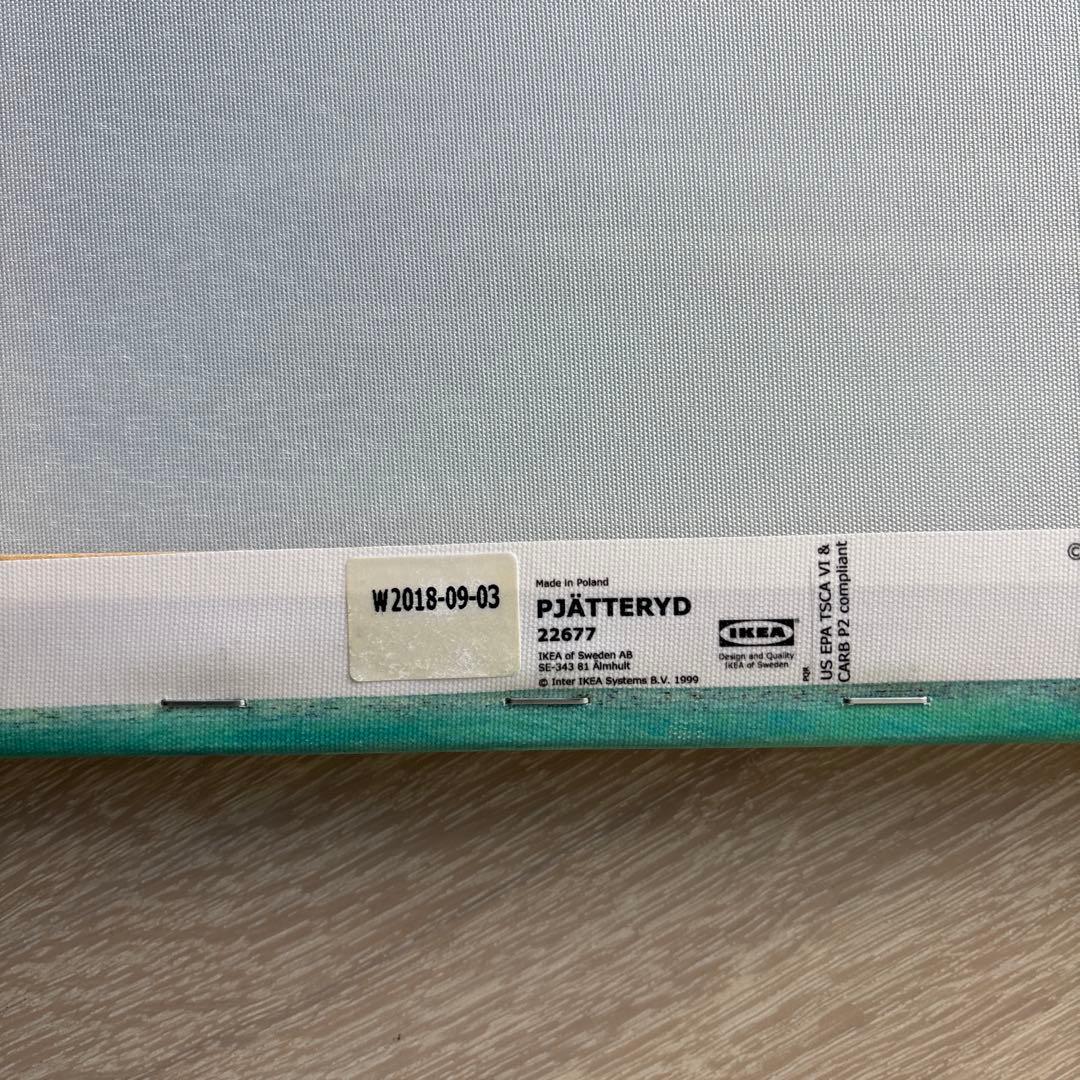 W2018-09-03
Made in Poland
PJÄTTERYD
22677
IKEA of Sweden AB
SE-343 81 Älmhult
© Inter IKEA Systems B.V. 1999
IKEA
Design and Quality
IKEA of Sweden
PQR
US EPA TSCA VI &
CARB P2 compliant
©